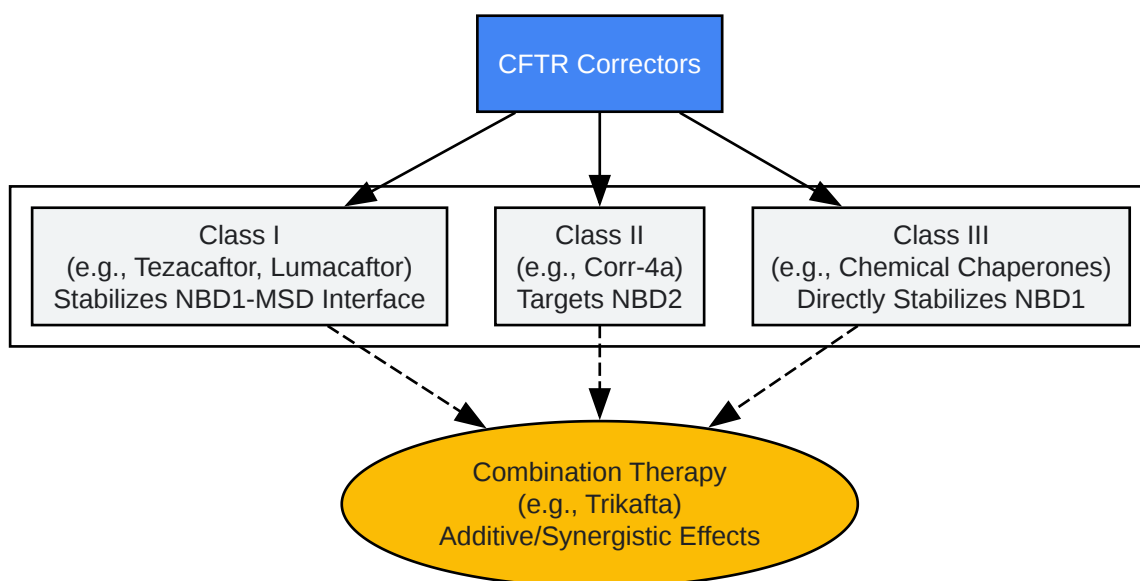 CFTR Correctors
Class I
(e.g., Tezacaftor, Lumacaftor)
Stabilizes NBD1-MSD Interface
Class II
(e.g., Corr-4a)
Targets NBD2
Class III
(e.g., Chemical Chaperones)
Directly Stabilizes NBD1
Combination Therapy
(e.g., Trikafta)
Additive/Synergistic Effects